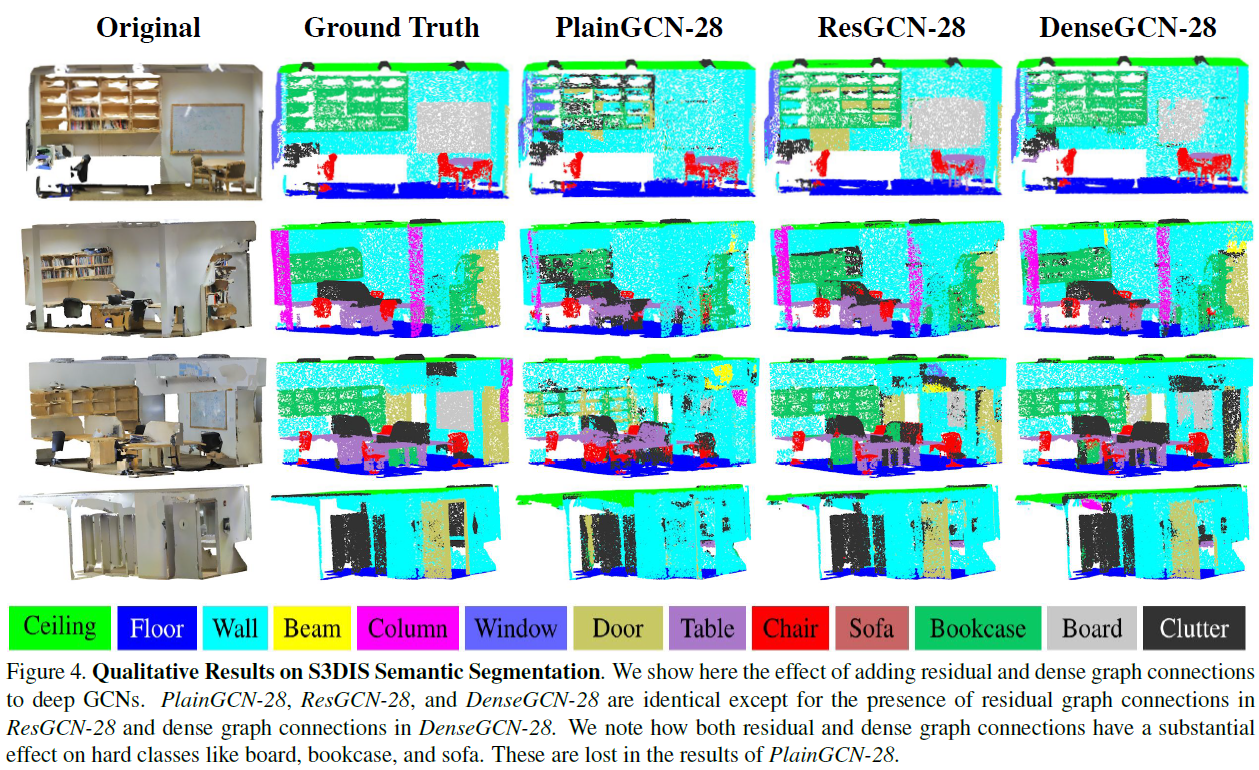 Original Ground Truth PlainGCN-28 ResGCN-28 DenseGCN-28
Ceiling Floor Wall Beam Column Window Door Table Chair Sofa Bookcase Board Clutter
Figure 4. Qualitative Results on S3DIS Semantic Segmentation. We show here the effect of adding residual and dense graph connections
to deep GCNs. PlainGCN-28, ResGCN-28, and DenseGCN-28 are identical except for the presence of residual graph connections in
ResGCN-28 and dense graph connections in DenseGCN-28. We note how both residual and dense graph connections have a substantial
effect on hard classes like board, bookcase, and sofa. These are lost in the results of PlainGCN-28.